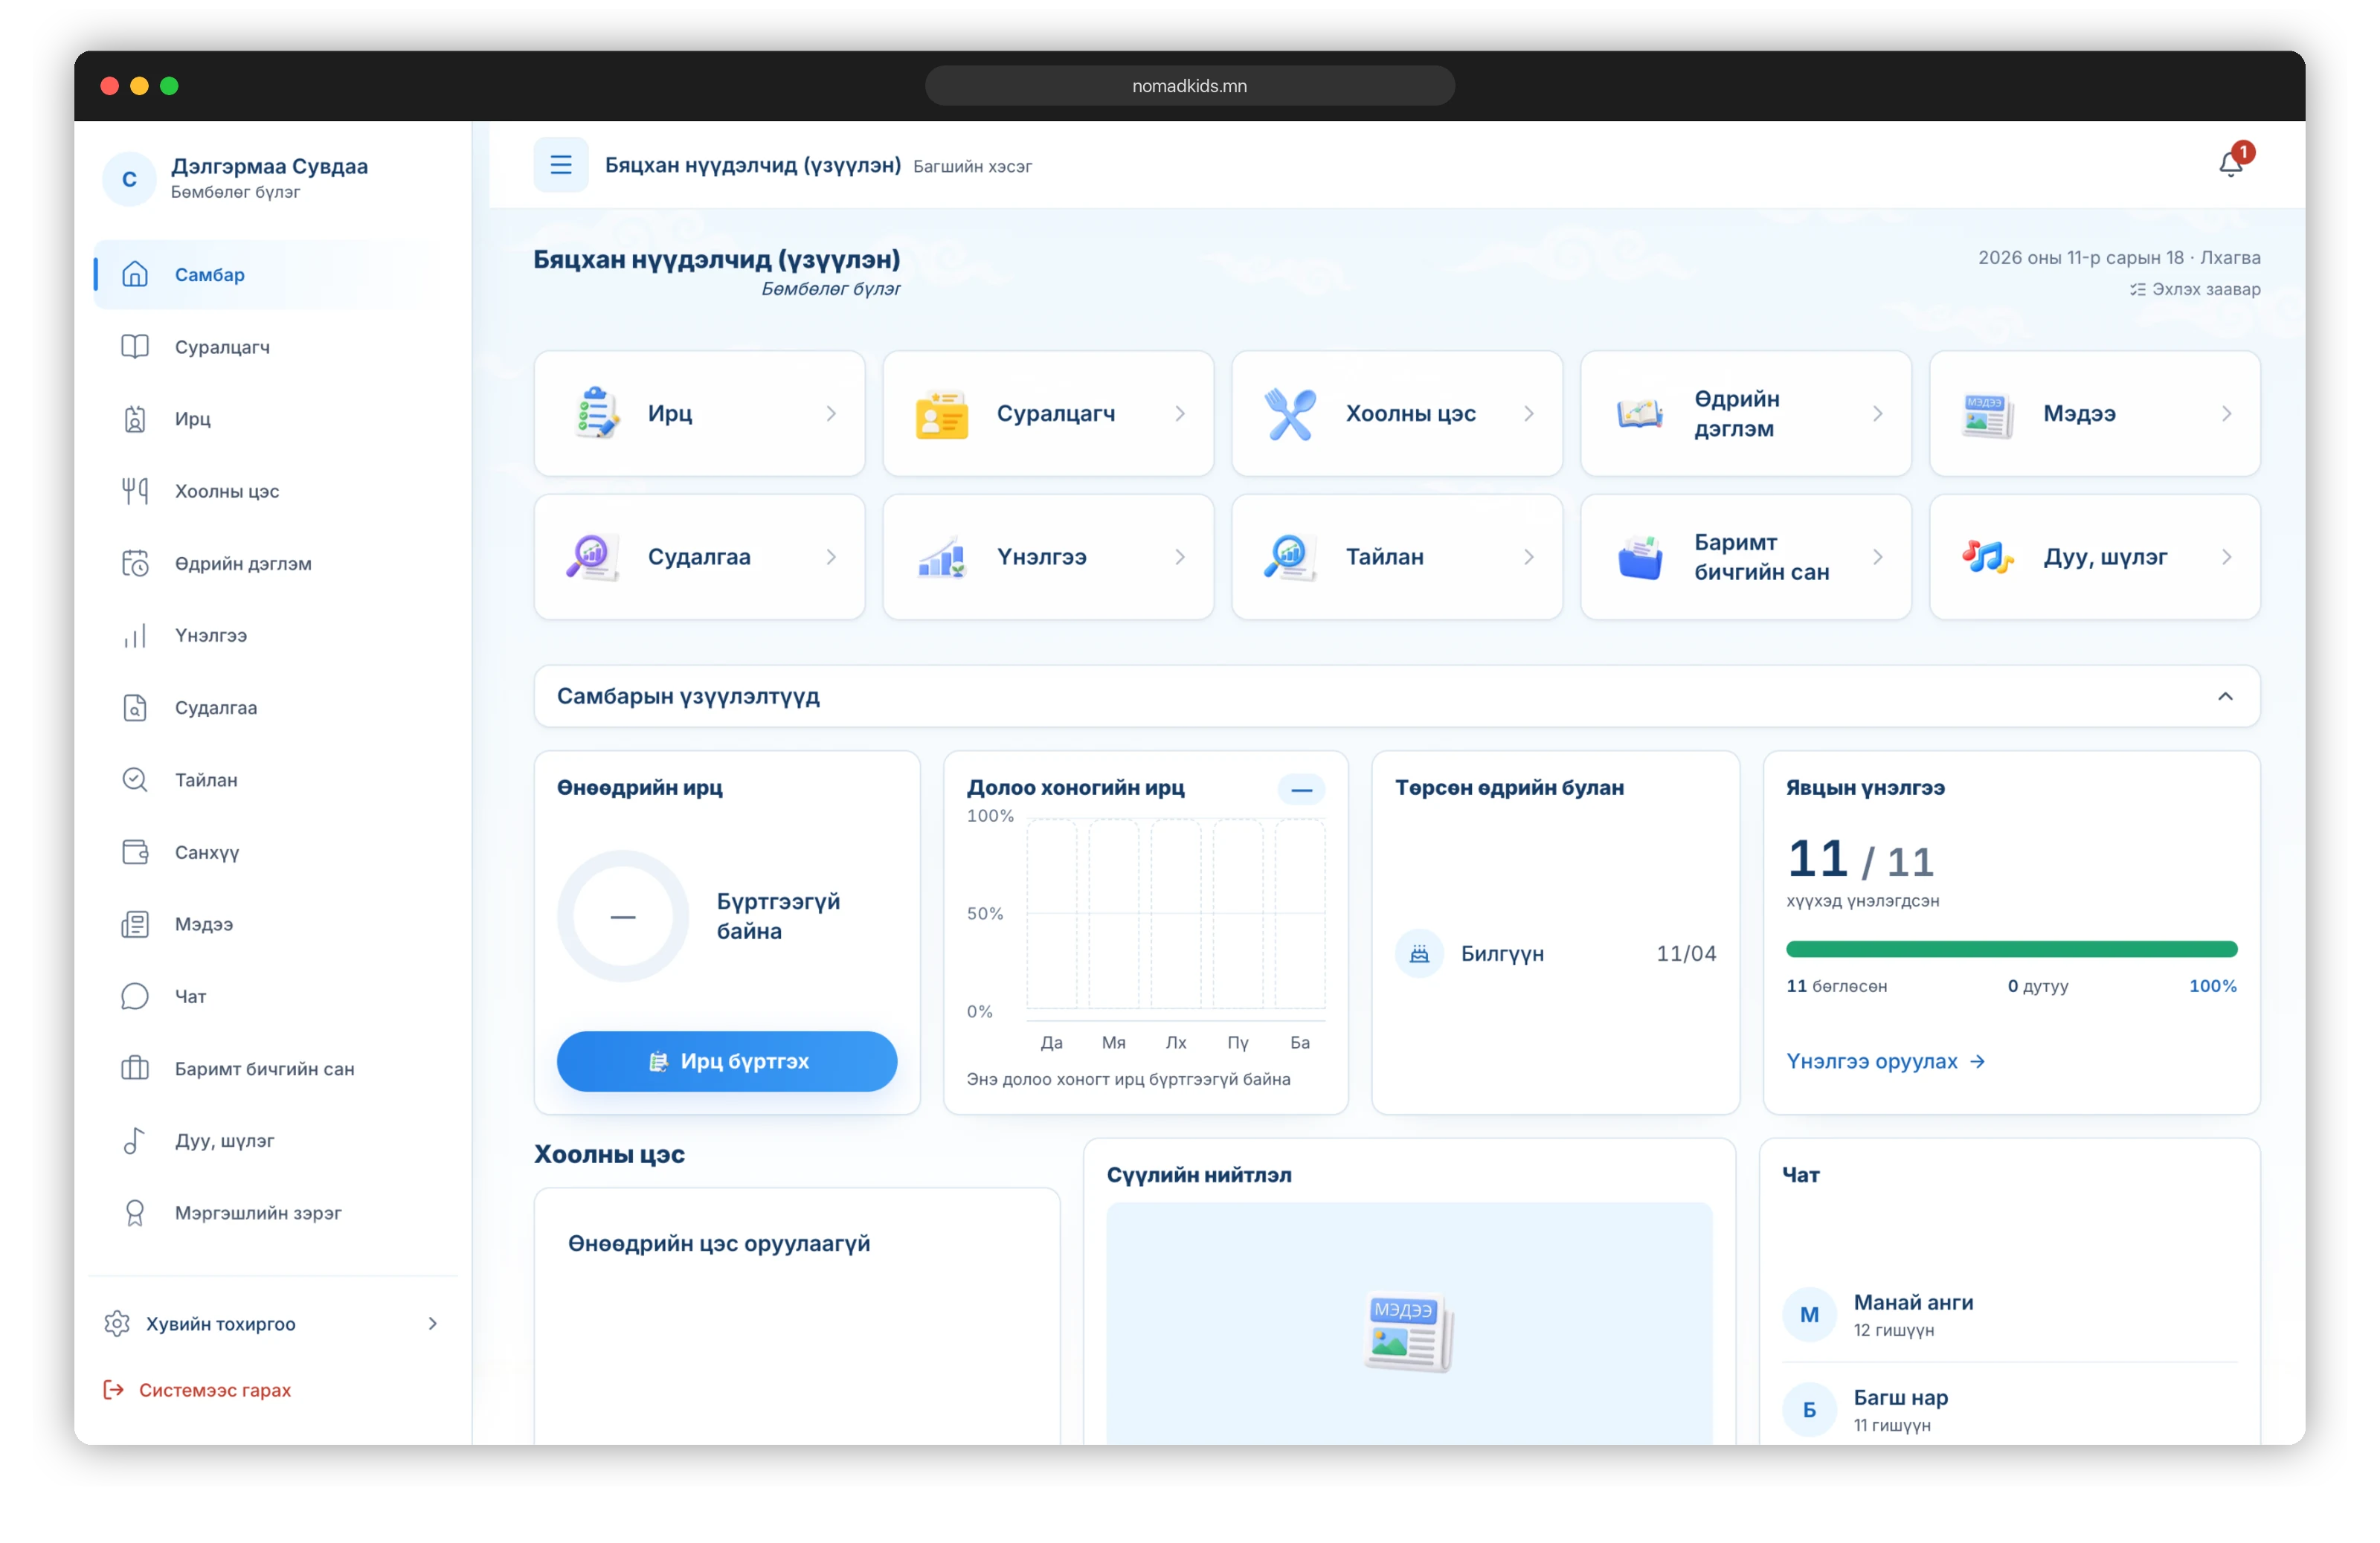 nomadkids.mn
С
Дэлгэрмаа Сувдаа
Бөмбөлөг бүлэг
Самбар
Суралцагч
Ирц
Хоолны цэс
Өдрийн дэглэм
Үнэлгээ
Судалгаа
Тайлан
Санхүү
Мэдээ
Чат
Баримт бичгийн сан
Дуу, шүлэг
Мэргэшлийн зэрэг
Хувийн тохиргоо
Системээс гарах
Бяцхан нүүдэлчид (үзүүлэн) Багшийн хэсэг
1
Бяцхан нүүдэлчид (үзүүлэн)
Бөмбөлөг бүлэг
2026 оны 11-р сарын 18 · Лхагва
Эхлэх заавар
Ирц
Суралцагч
Хоолны цэс
Өдрийн
дэглэм
МЭДЭЭ
Мэдээ
Судалгаа
Үнэлгээ
Тайлан
Баримт
бичгийн сан
Дуу, шүлэг
Самбарын үзүүлэлтүүд
Өнөөдрийн ирц
—
Бүртгээгүй
байна
Ирц бүртгэх
Долоо хоногийн ирц
—
100%
50%
0%
Да Мя Лх Пү Ба
Энэ долоо хоногт ирц бүртгээгүй байна
Төрсөн өдрийн булан
Билгүүн 11/04
Явцын үнэлгээ
11 / 11
хүүхэд үнэлэгдсэн
11 бөглөсөн 0 дутуу 100%
Үнэлгээ оруулах →
Хоолны цэс
Өнөөдрийн цэс оруулаагүй
Сүүлийн нийтлэл
МЭДЭЭ
Чат
М
Манай анги
12 гишүүн
Б
Багш нар
11 гишүүн